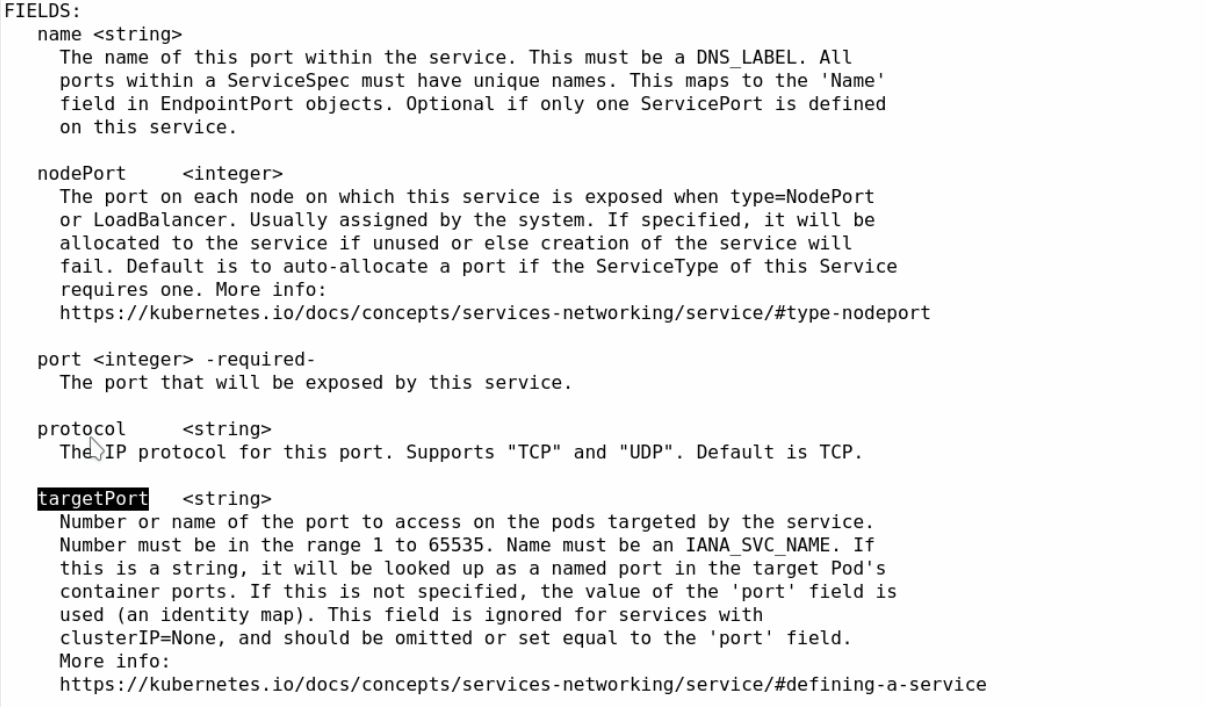 FIELDS:
name <string>
The name of this port within the service. This must be a DNS_LABEL. All
ports within a ServiceSpec must have unique names. This maps to the 'Name'
field in EndpointPort objects. Optional if only one ServicePort is defined
on this service.
nodePort <integer>
The port on each node on which this service is exposed when type=NodePort
or LoadBalancer. Usually assigned by the system. If specified, it will be
allocated to the service if unused or else creation of the service will
fail. Default is to auto-allocate a port if the ServiceType of this Service
requires one. More info:
https://kubernetes.io/docs/concepts/services-networking/service/#type-nodeport
port <integer> -required-
The port that will be exposed by this service.
protocol <string>
The IP protocol for this port. Supports "TCP" and "UDP". Default is TCP.
targetPort <string>
Number or name of the port to access on the pods targeted by the service.
Number must be in the range 1 to 65535. Name must be an IANA_SVC_NAME. If
this is a string, it will be looked up as a named port in the target Pod's
container ports. If this is not specified, the value of the 'port' field is
used (an identity map). This field is ignored for services with
clusterIP=None, and should be omitted or set equal to the 'port' field.
More info:
https://kubernetes.io/docs/concepts/services-networking/service/#defining-a-service